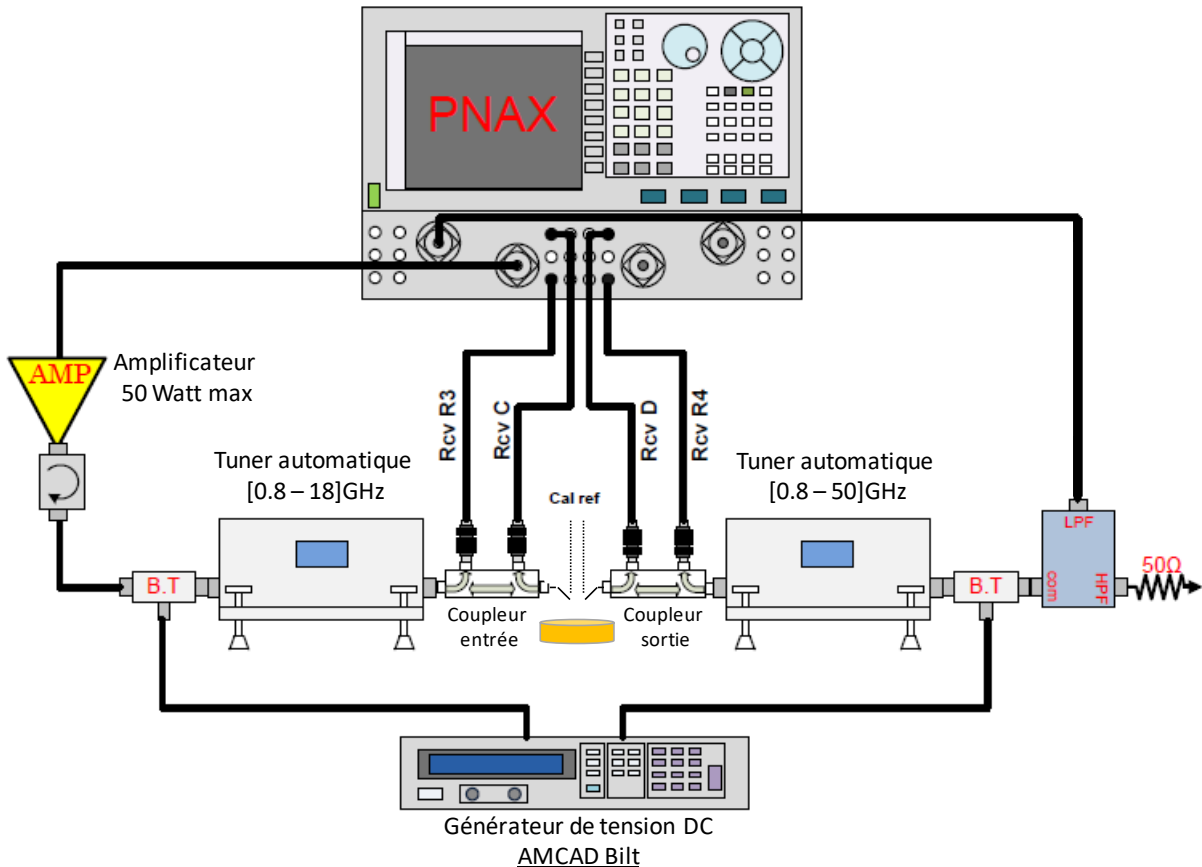 PNAX
AMP
Amplificateur
50 Watt max
Rcv R3
Rcv C
Rcv D
Rcv R4
Tuner automatique
[0.8 – 18]GHz
Cal ref
Tuner automatique
[0.8 – 50]GHz
LPF
com
HPF
50Ω
B.T
B.T
Coupleur
entrée
Coupleur
sortie
Générateur de tension DC
AMCAD Bilt